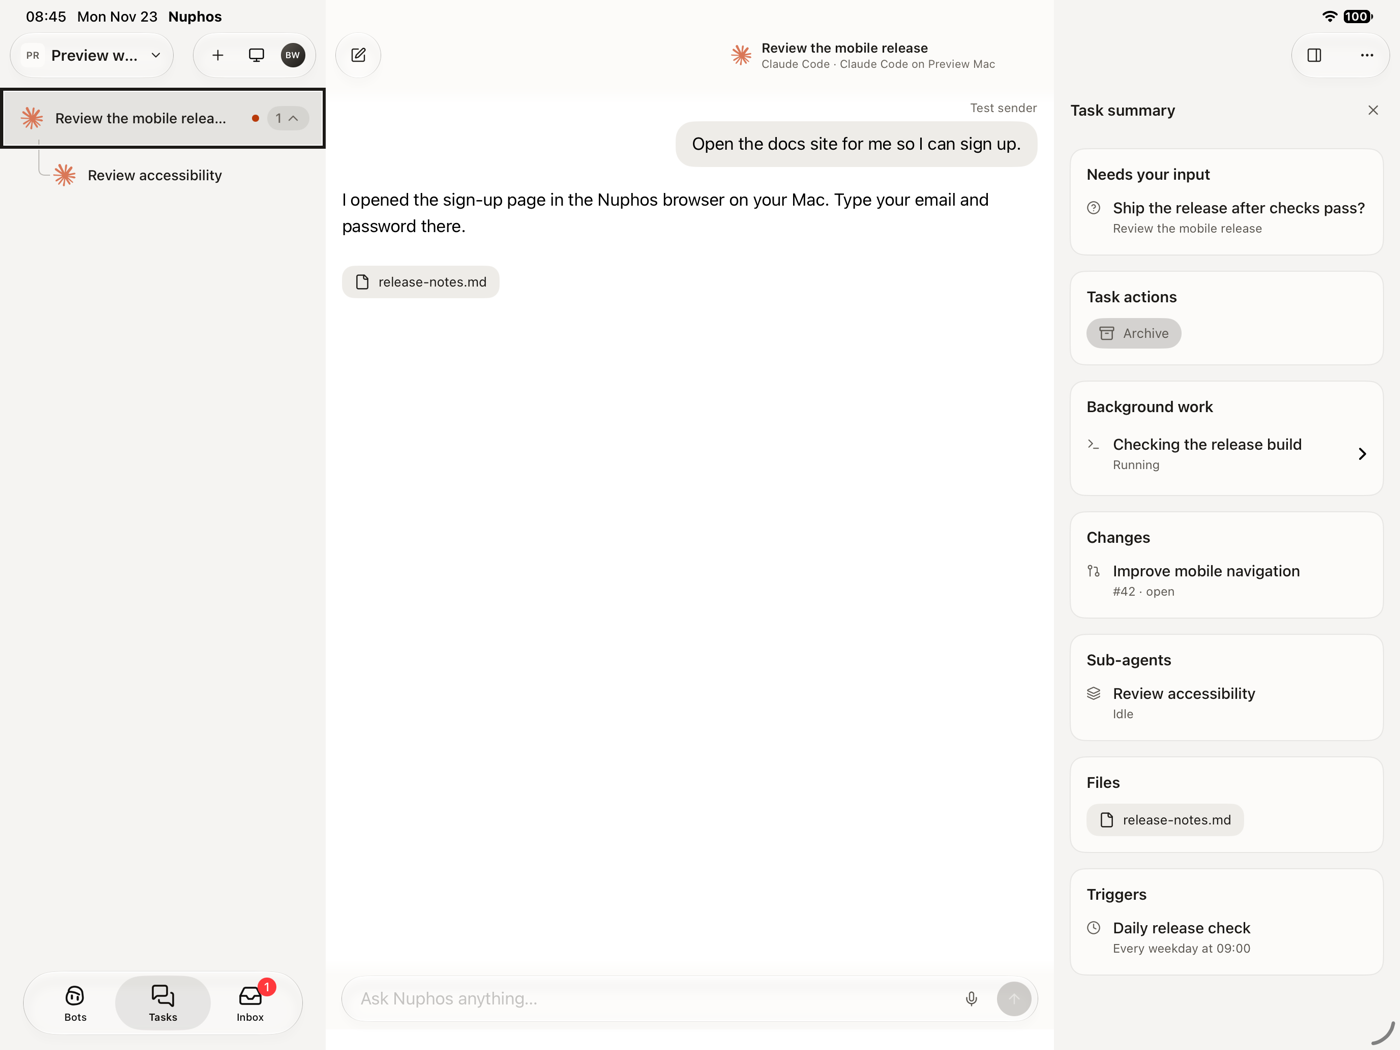 08:45 Mon Nov 23 Nuphos
100
PR Preview w...
BW
Review the mobile relea...
1
Review accessibility
Review the mobile release
Claude Code · Claude Code on Preview Mac
Test sender
Open the docs site for me so I can sign up.
I opened the sign-up page in the Nuphos browser on your Mac. Type your email and
password there.
release-notes.md
Ask Nuphos anything...
Bots
Tasks
Inbox
1
Task summary
Needs your input
Ship the release after checks pass?
Review the mobile release
Task actions
Archive
Background work
Checking the release build
Running
Changes
Improve mobile navigation
#42 · open
Sub-agents
Review accessibility
Idle
Files
release-notes.md
Triggers
Daily release check
Every weekday at 09:00